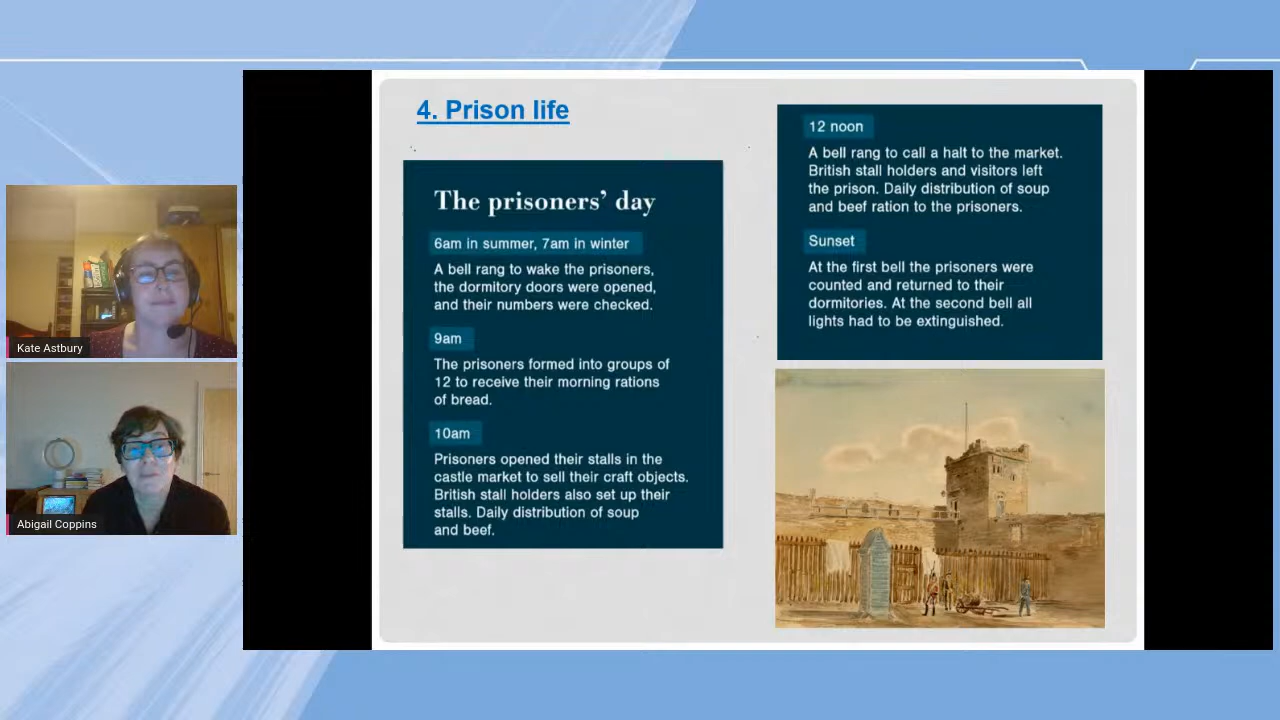 4. Prison life
The prisoners’ day
6am in summer, 7am in winter
A bell rang to wake the prisoners,
the dormitory doors were opened,
and their numbers were checked.
9am
The prisoners formed into groups of
12 to receive their morning rations
of bread.
10am
Prisoners opened their stalls in the
castle market to sell their craft objects.
British stall holders also set up their
stalls. Daily distribution of soup
and beef.
12 noon
A bell rang to call a halt to the market.
British stall holders and visitors left
the prison. Daily distribution of soup
and beef ration to the prisoners.
Sunset
At the first bell the prisoners were
counted and returned to their
dormitories. At the second bell all
lights had to be extinguished.
Kate Astbury
Abigail Coppins